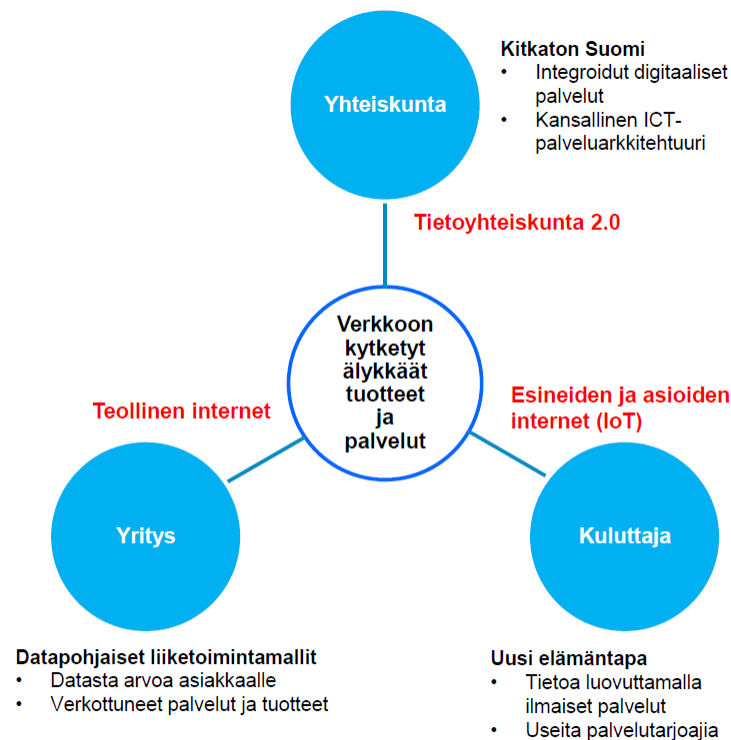 Yhteiskunta
Kitkaton Suomi
• Integroidut digitaaliset
palvelut
• Kansallinen ICT-
palveluarkkitehtuuri
Tietoyhteiskunta 2.0
Verkkoon
kytketyt
älykkäät
tuotteet
ja
palvelut
Teollinen internet
Esineiden ja asioiden
internet (IoT)
Yritys
Kuluttaja
Datapohjaiset liiketoimintamallit
• Datasta arvoa asiakkaalle
• Verkottuneet palvelut ja tuotteet
Uusi elämäntapa
• Tietoa luovuttamalla
ilmaiset palvelut
• Useita palvelutarjoajia